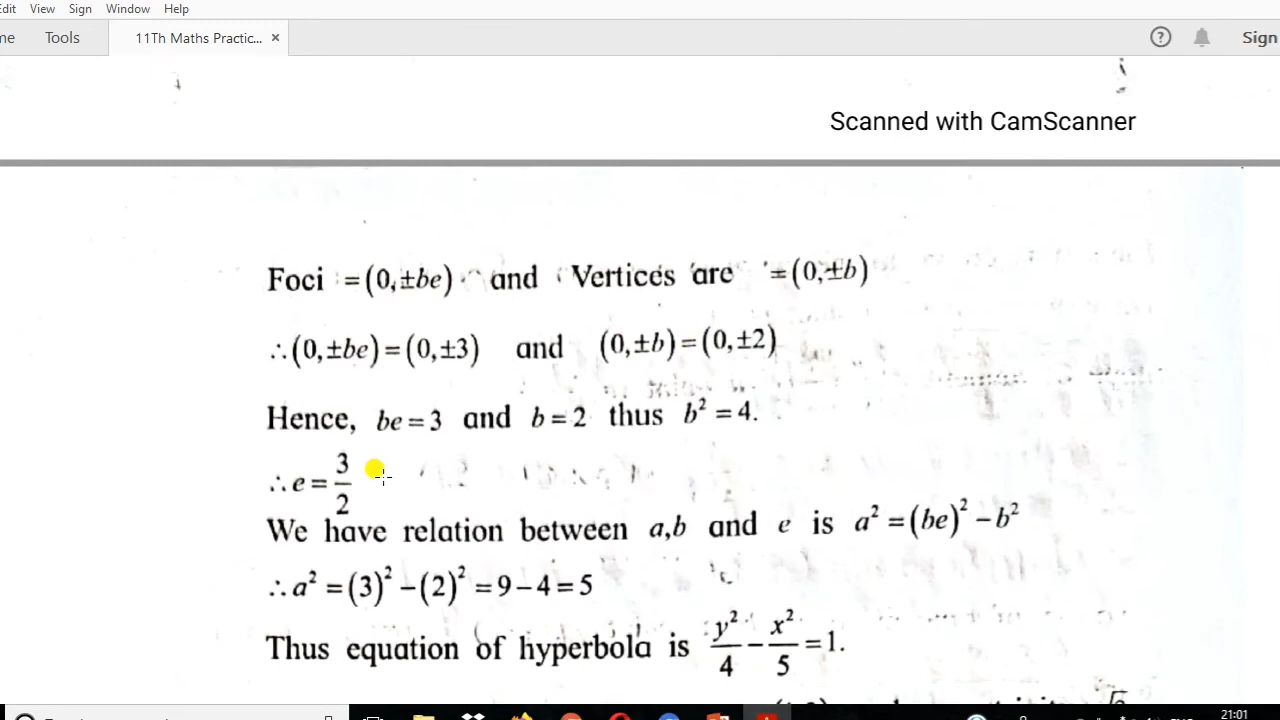 Edit View Sign Window Help
me Tools 11Th Maths Practic... × ? Sign
Scanned with CamScanner
Foci = (0,±be) and Vertices are = (0,±b)
∴(0,±be) = (0,±3) and (0,±b) = (0,±2)
Hence, be = 3 and b = 2 thus b² = 4.
∴ e = 3/2
We have relation between a,b and e is a² = (be)² − b²
∴ a² = (3)² − (2)² = 9 − 4 = 5
Thus equation of hyperbola is y²/4 − x²/5 = 1.
21:01